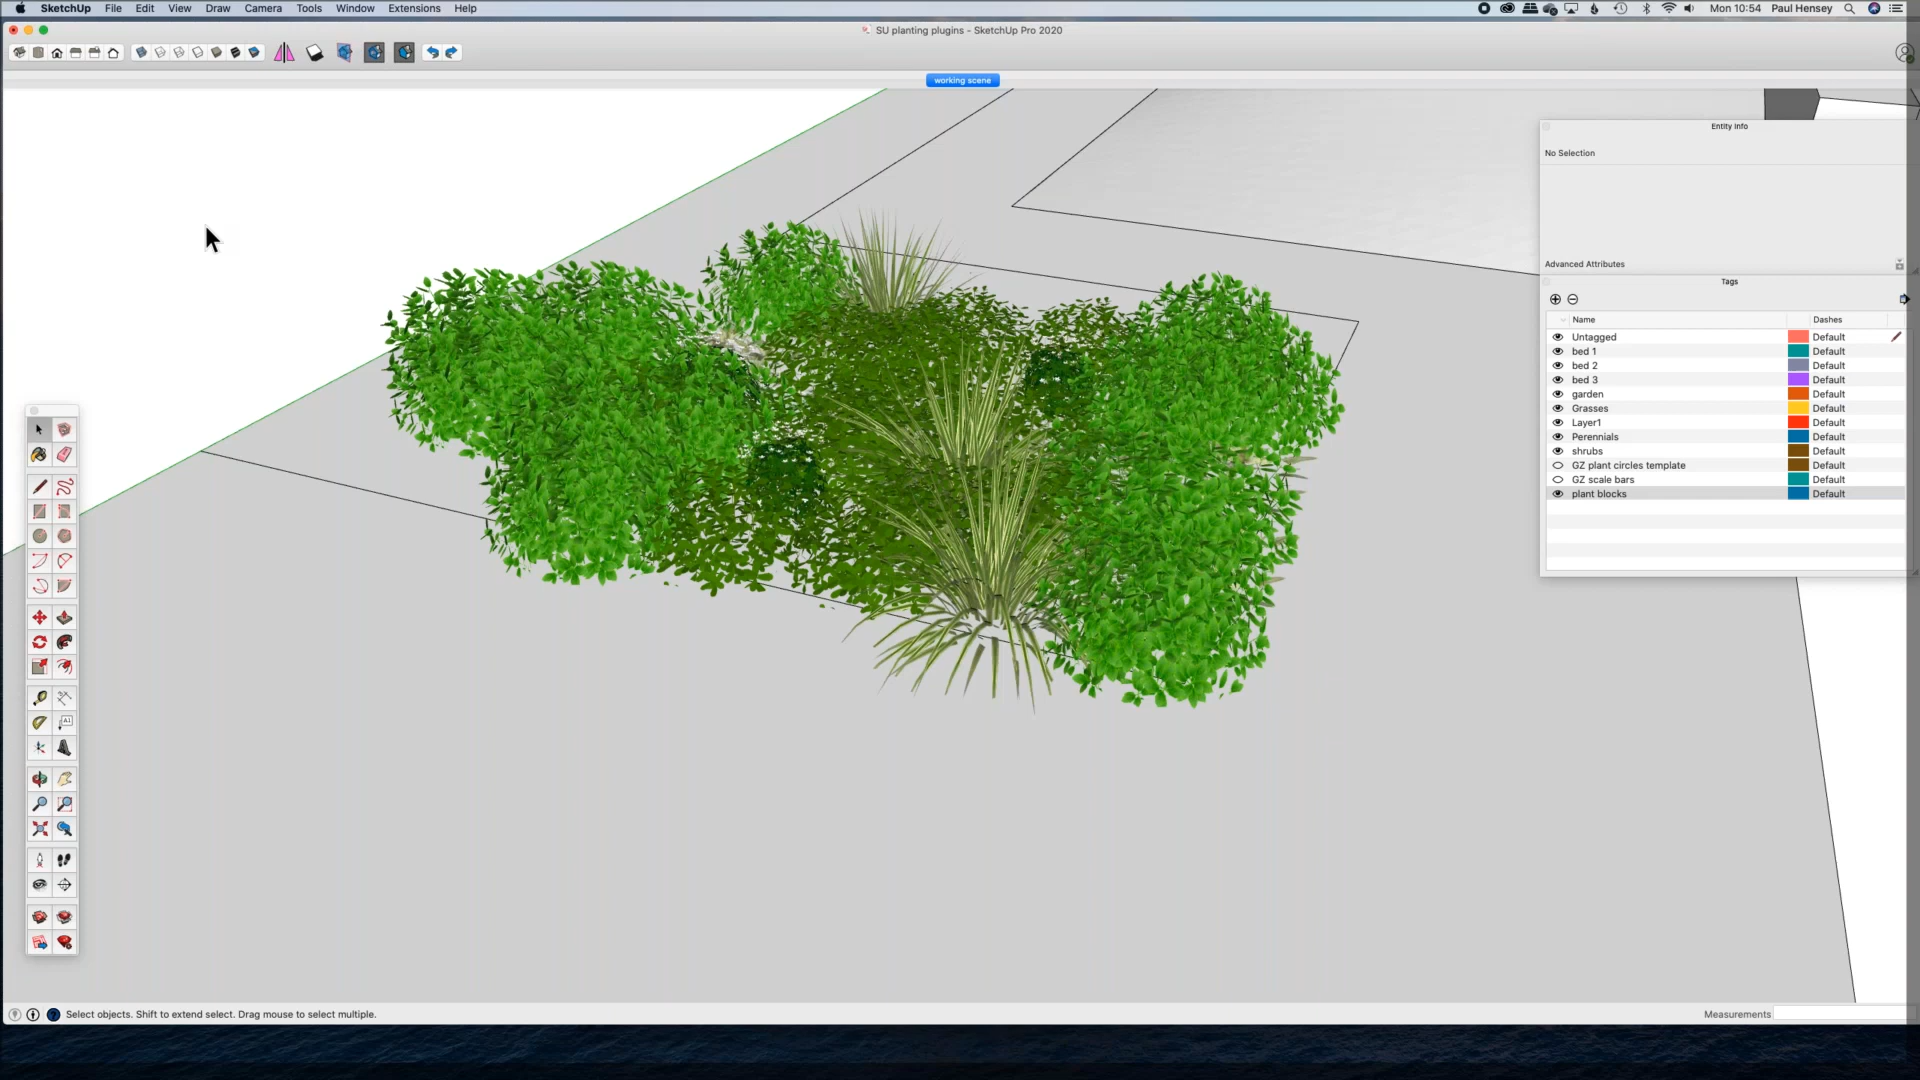 SketchUp File Edit View Draw Camera Tools Window Extensions Help Mon 10:54 Paul Hensey
SU planting plugins - SketchUp Pro 2020
working scene
Entity Info
No Selection
Advanced Attributes
Tags
Name Dashes
Untagged Default
bed 1 Default
bed 2 Default
bed 3 Default
garden Default
Grasses Default
Layer1 Default
Perennials Default
shrubs Default
GZ plant circles template Default
GZ scale bars Default
plant blocks Default
Select objects. Shift to extend select. Drag mouse to select multiple. Measurements